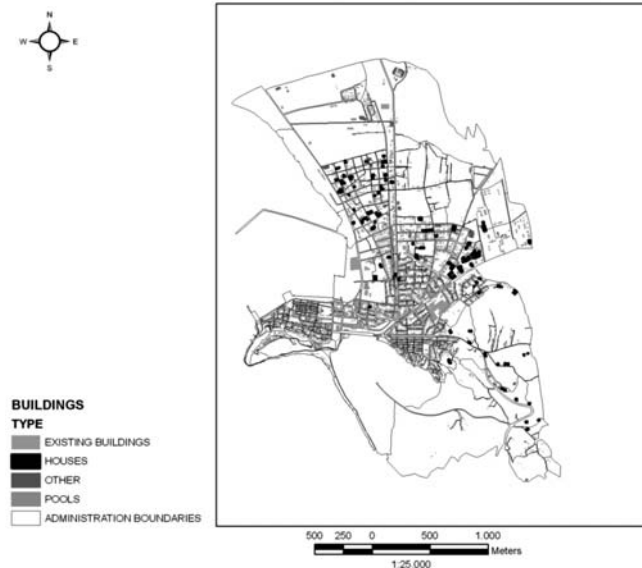 N
W E
S
BUILDINGS
TYPE
EXISTING BUILDINGS
HOUSES
OTHER
POOLS
ADMINISTRATION BOUNDARIES
500 250 0 500 1.000
Meters
1:25.000